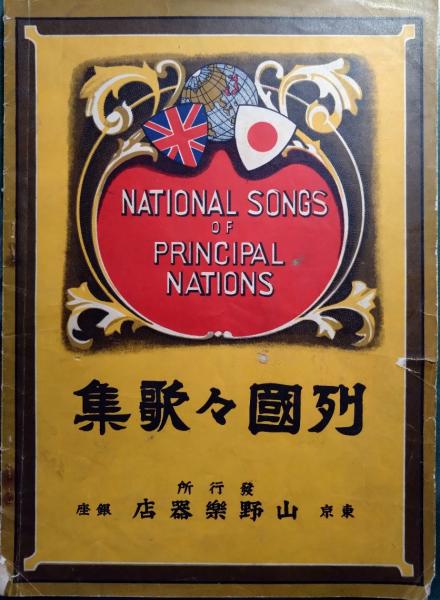 NATIONAL SONGS
OF
PRINCIPAL
NATIONS
列國々歌集
發行所
東京 山野樂器店 銀座